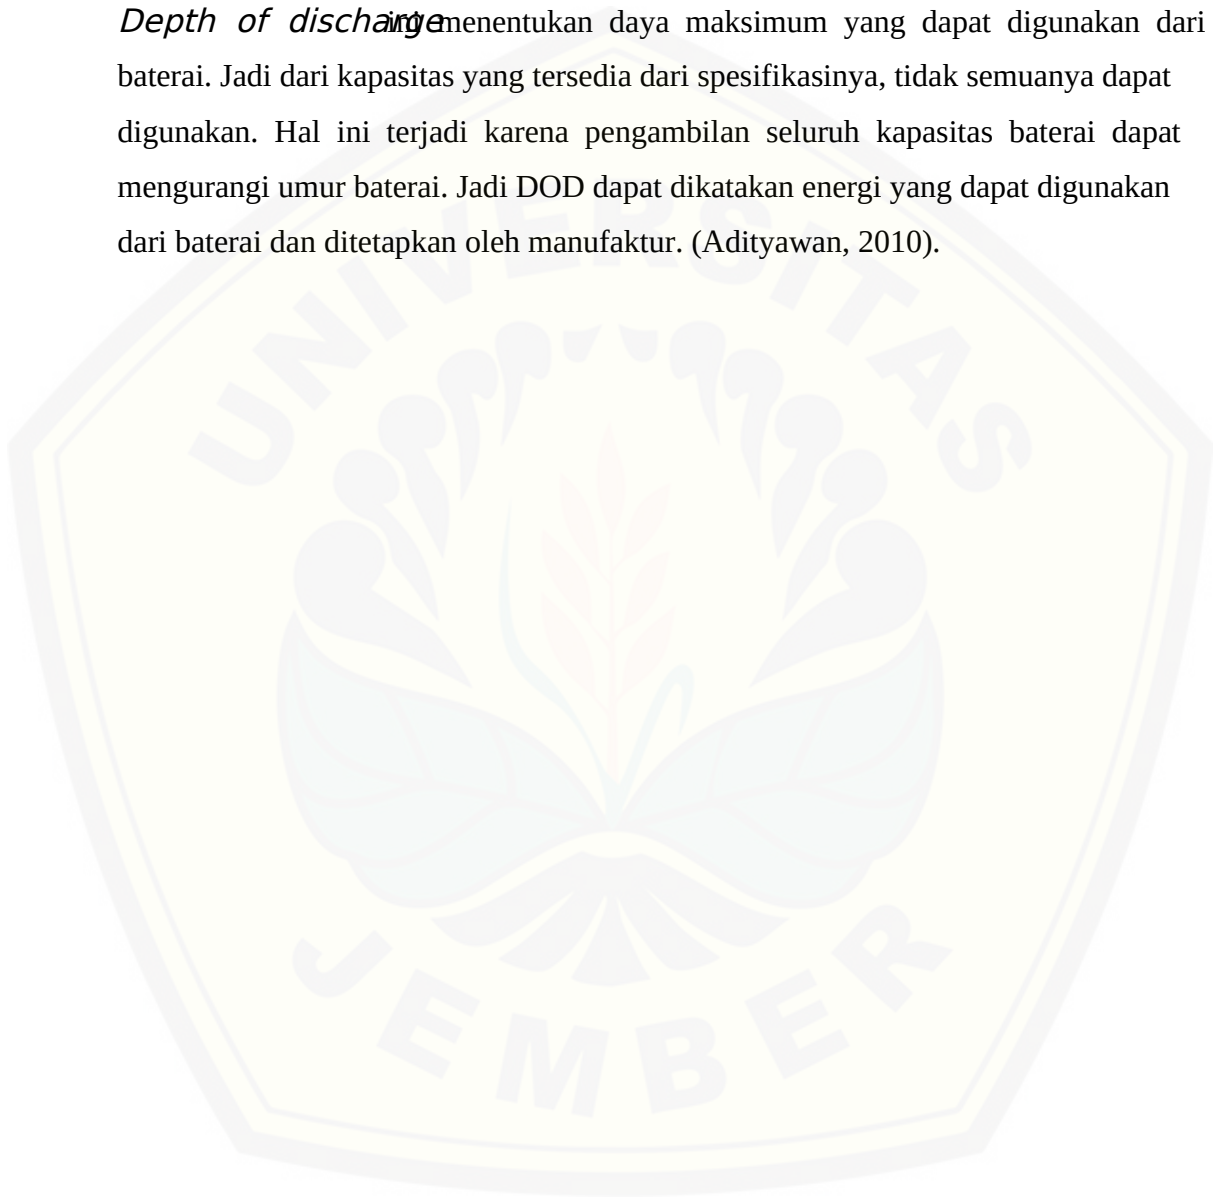 Depth of discharge ini menentukan daya maksimum yang dapat digunakan dari
baterai. Jadi dari kapasitas yang tersedia dari spesifikasinya, tidak semuanya dapat
digunakan. Hal ini terjadi karena pengambilan seluruh kapasitas baterai dapat
mengurangi umur baterai. Jadi DOD dapat dikatakan energi yang dapat digunakan
dari baterai dan ditetapkan oleh manufaktur. (Adityawan, 2010).
UNIVERSITAS
JEMBER